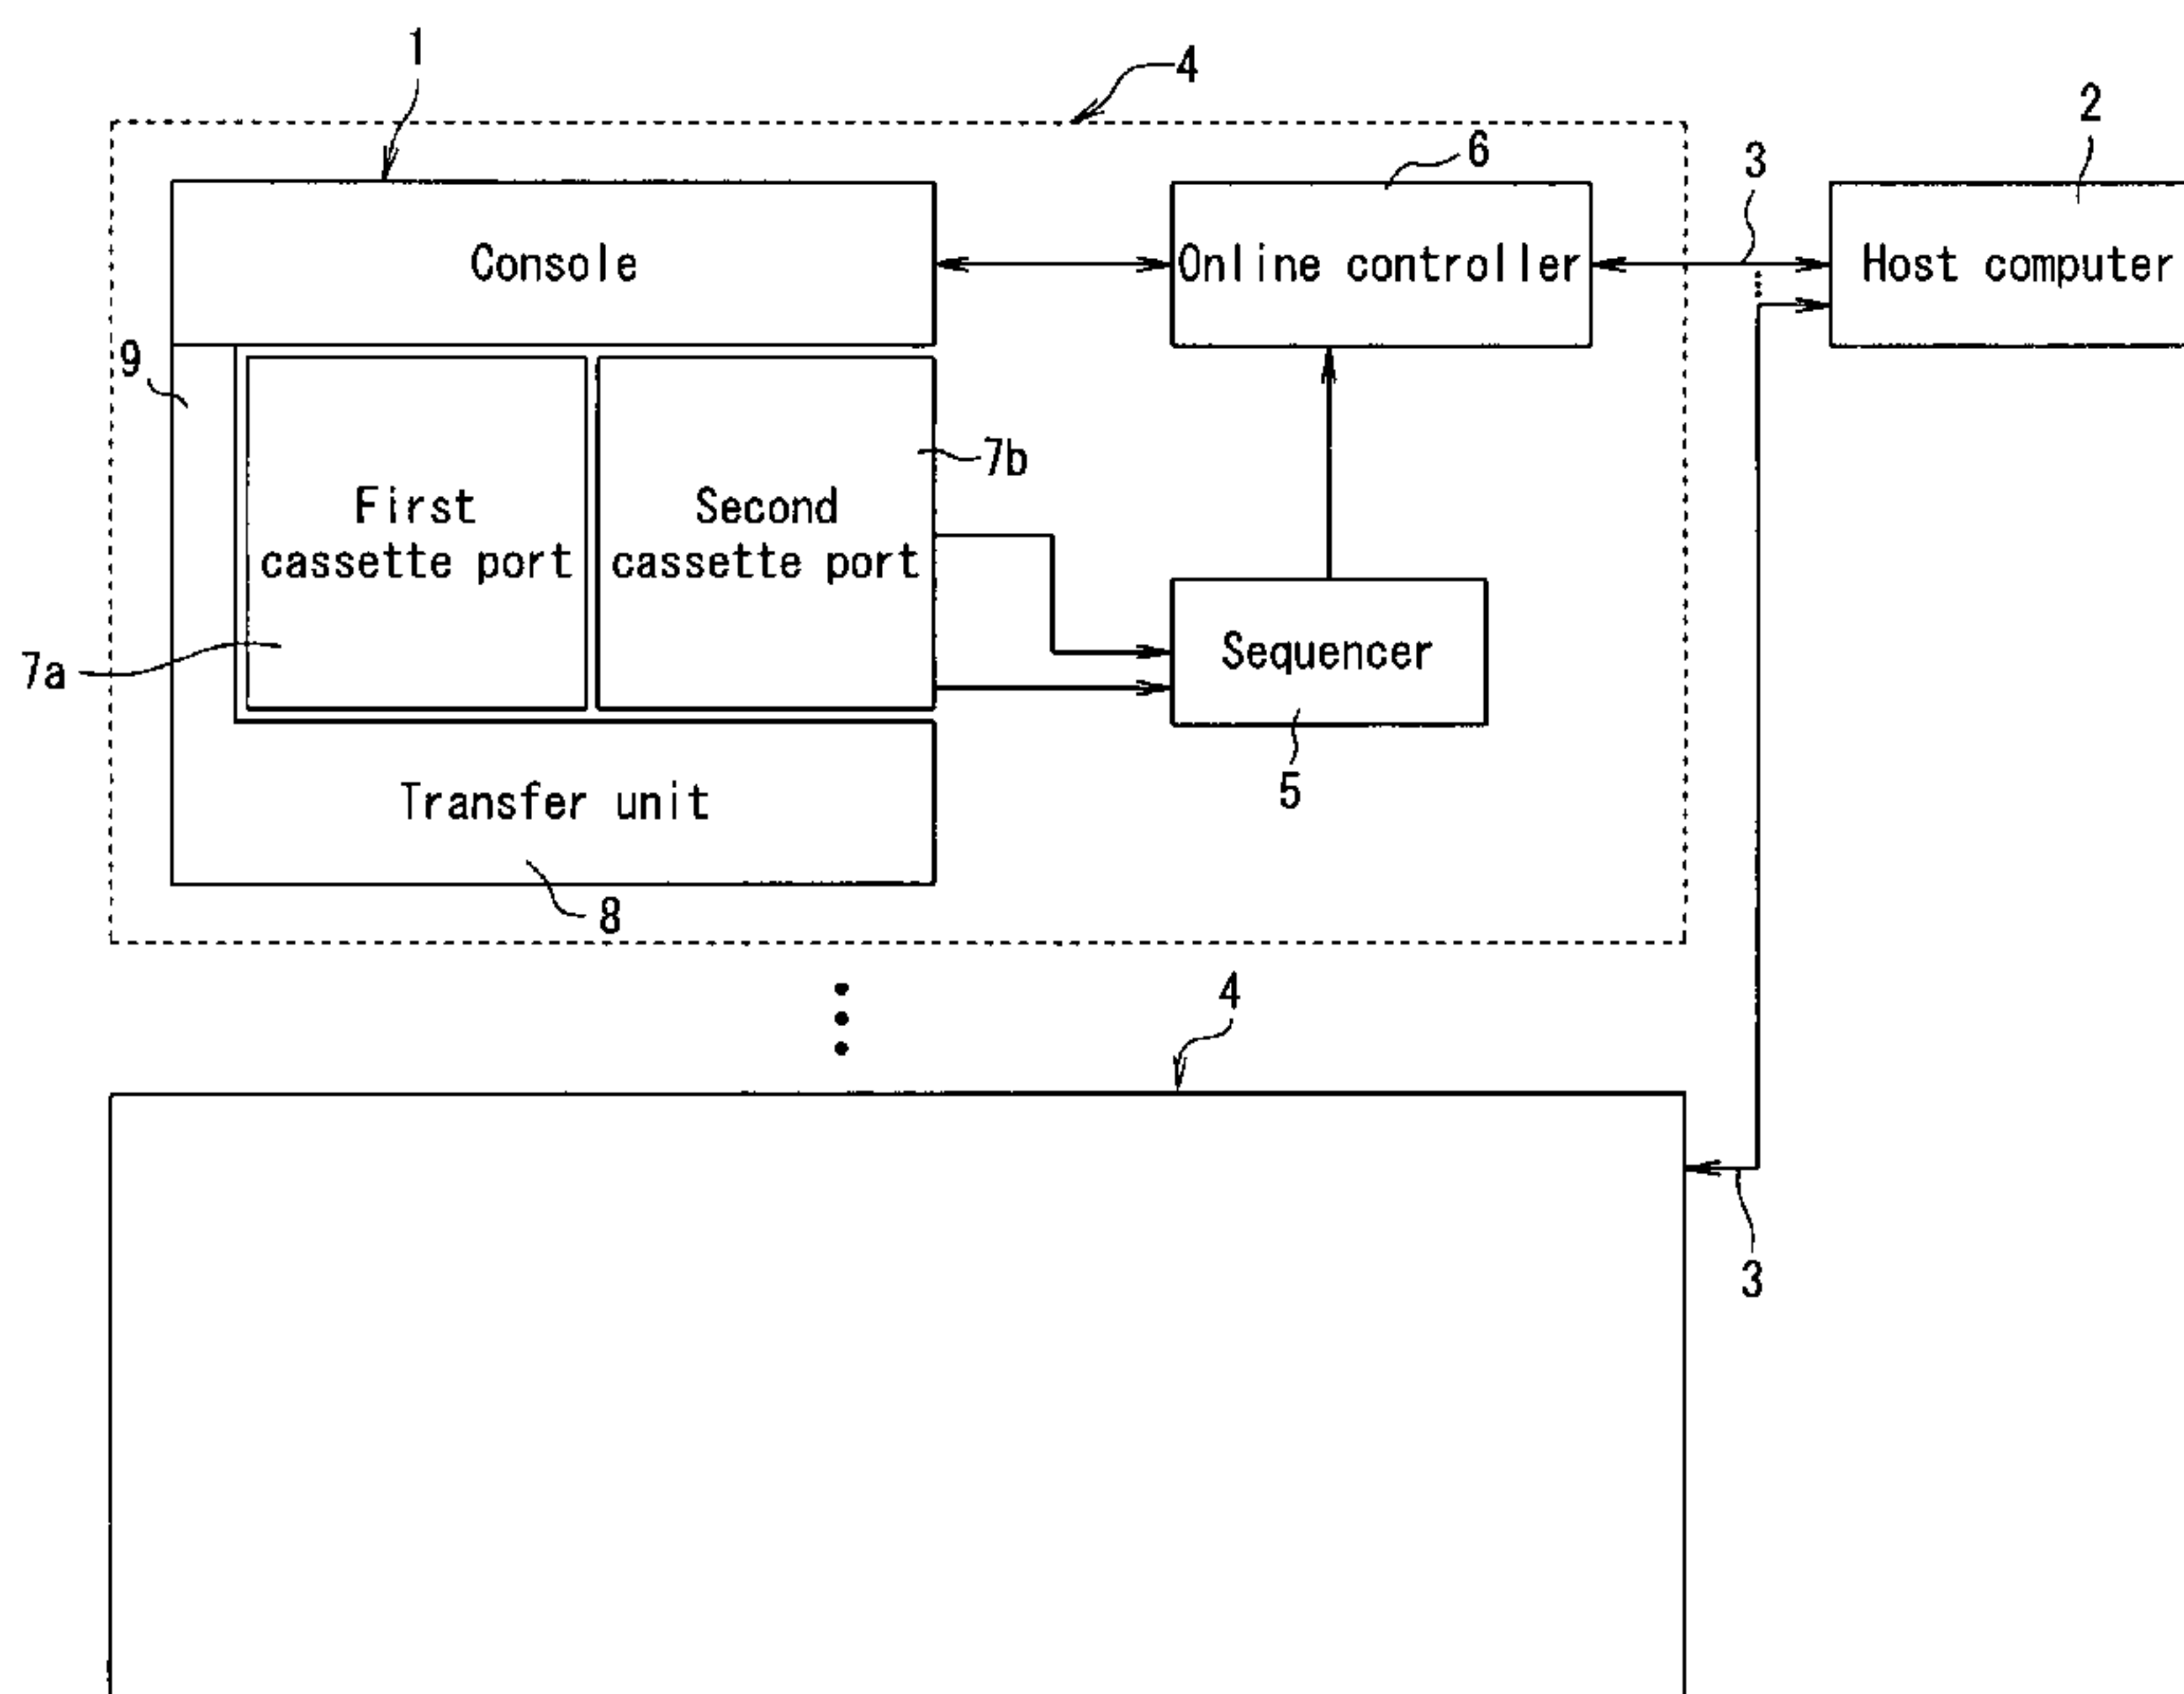 1
4
2
6
3
Console
Online controller
Host computer
9
7b
First
cassette port
Second
cassette port
7a
Sequencer
5
Transfer unit
8
4
3